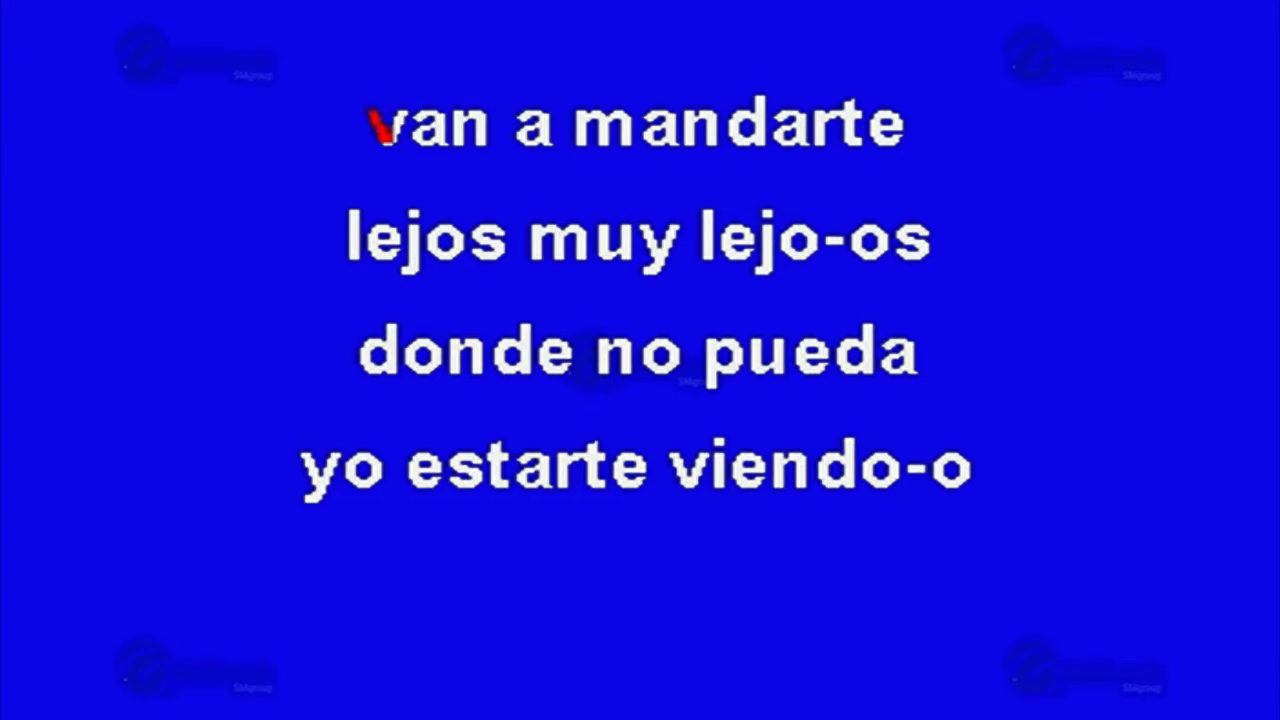 van a mandarte
lejos muy lejo-os
donde no pueda
yo estarte viendo-o